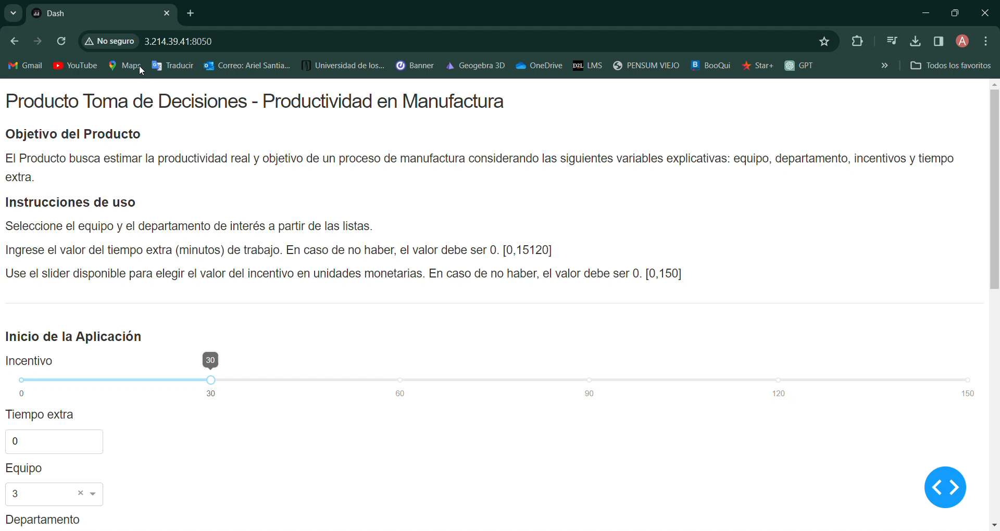 Dash
No seguro 3.214.39.41:8050 A
Gmail YouTube Maps Traducir Correo: Ariel Santia... Universidad de los... Banner Geogebra 3D OneDrive D2L LMS PENSUM VIEJO B BooQui Star+ GPT » Todos los favoritos
Producto Toma de Decisiones - Productividad en Manufactura
Objetivo del Producto
El Producto busca estimar la productividad real y objetivo de un proceso de manufactura considerando las siguientes variables explicativas: equipo, departamento, incentivos y tiempo
extra.
Instrucciones de uso
Seleccione el equipo y el departamento de interés a partir de las listas.
Ingrese el valor del tiempo extra (minutos) de trabajo. En caso de no haber, el valor debe ser 0. [0,15120]
Use el slider disponible para elegir el valor del incentivo en unidades monetarias. En caso de no haber, el valor debe ser 0. [0,150]
Inicio de la Aplicación
Incentivo
30
0 30 60 90 120 150
Tiempo extra
0
Equipo
3
Departamento